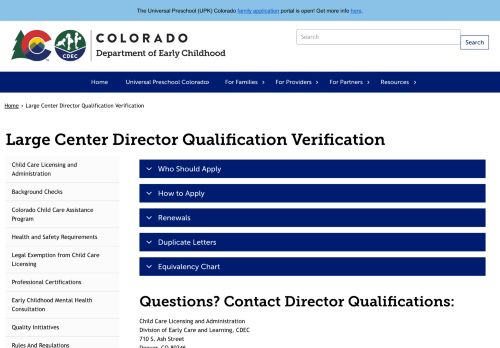 The Universal Preschool (UPK) Colorado family application portal is open! Get more info here.
CDEC
COLORADO
Department of Early Childhood
Search
Search
Home
Universal Preschool Colorado
For Families
For Providers
For Partners
Resources
Home › Large Center Director Qualification Verification
Large Center Director Qualification Verification
Child Care Licensing and
Administration
Background Checks
Colorado Child Care Assistance
Program
Health and Safety Requirements
Legal Exemption from Child Care
Licensing
Professional Certifications
Early Childhood Mental Health
Consultation
Quality Initiatives
Rules And Regulations
Who Should Apply
How to Apply
Renewals
Duplicate Letters
Equivalency Chart
Questions? Contact Director Qualifications:
Child Care Licensing and Administration
Division of Early Care and Learning, CDEC
710 S. Ash Street
Denver, CO 80246